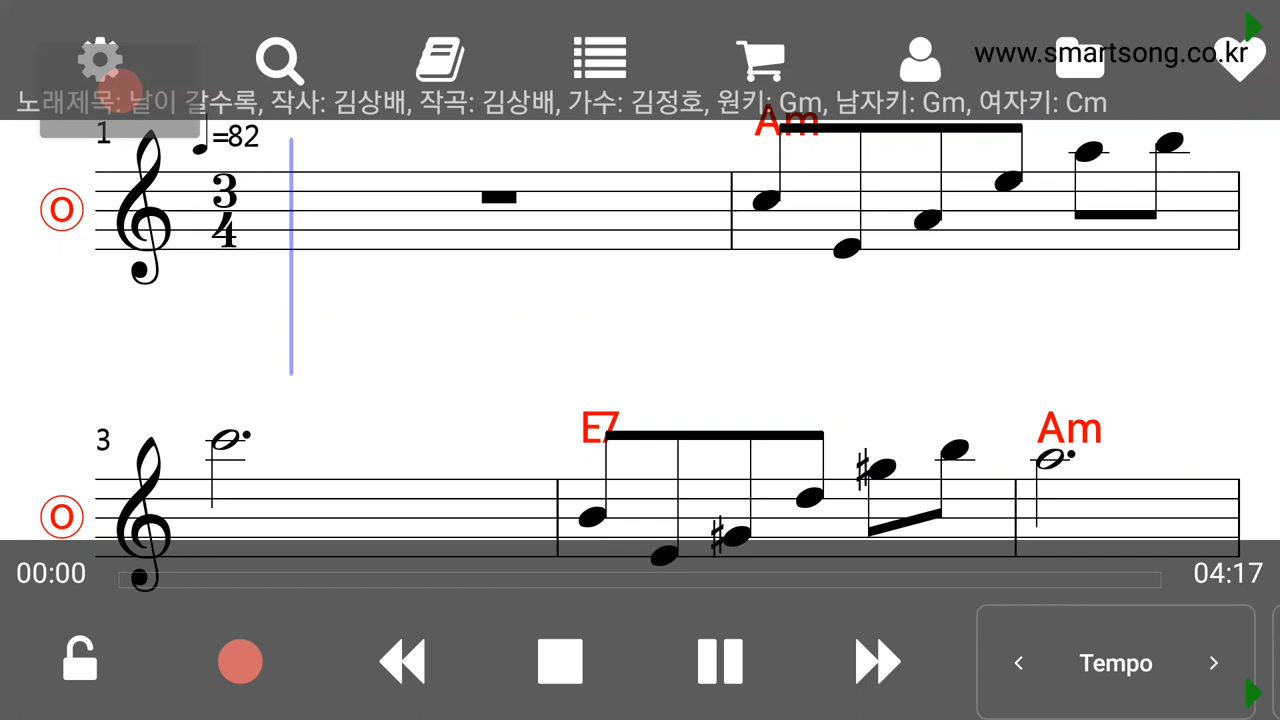 www.smartsong.co.kr
노래제목: 날이 갈수록, 작사: 김상배, 작곡: 김상배, 가수: 김정호, 원키: Gm, 남자키: Gm, 여자키: Cm
1 =82 Am
3
4
O
3 E7 Am
O
00:00 04:17
< Tempo >